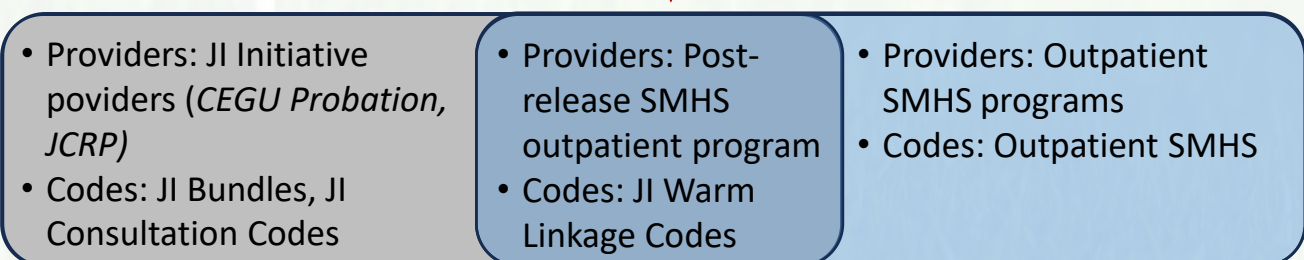 • Providers: JI Initiative
poviders (CEGU Probation,
JCRP)
• Codes: JI Bundles, JI
Consultation Codes
• Providers: Post-
release SMHS
outpatient program
• Codes: JI Warm
Linkage Codes
• Providers: Outpatient
SMHS programs
• Codes: Outpatient SMHS